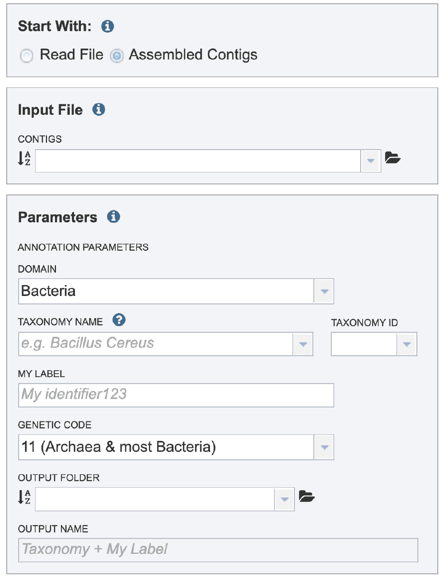 Start With:
Read File Assembled Contigs
Input File
CONTIGS
Parameters
ANNOTATION PARAMETERS
DOMAIN
Bacteria
TAXONOMY NAME ? TAXONOMY ID
e.g. Bacillus Cereus
MY LABEL
My identifier123
GENETIC CODE
11 (Archaea & most Bacteria)
OUTPUT FOLDER
OUTPUT NAME
Taxonomy + My Label